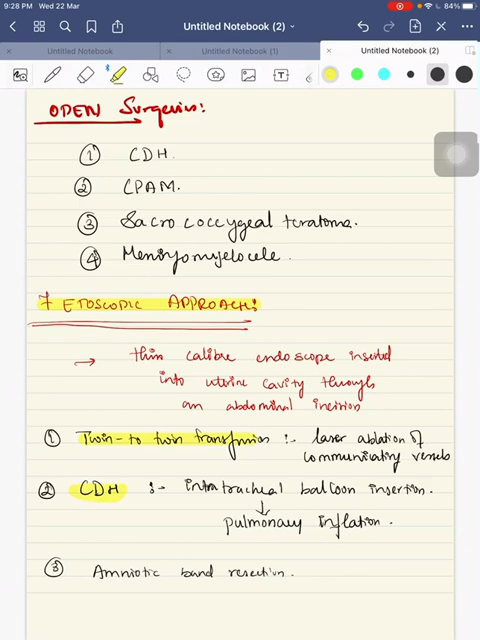 9:28 PM Wed 22 Mar
84%
Untitled Notebook (2)
Untitled Notebook
Untitled Notebook (1)
Untitled Notebook (2)
OPEN Surgeries:
① CDH.
② CPAM.
③ Sacrococcygeal teratoma.
④ Meningomyelocele.
7 ETOSCOPIC APPROACH:
→ thin calibre endoscope inserted
into uterine cavity through
an abdominal incision
① Twin-to twin transfusion :- laser ablation of
communicating vessels
② CDH :- intratracheal balloon insertion.
↓
pulmonary inflation.
③ Amniotic band resection.